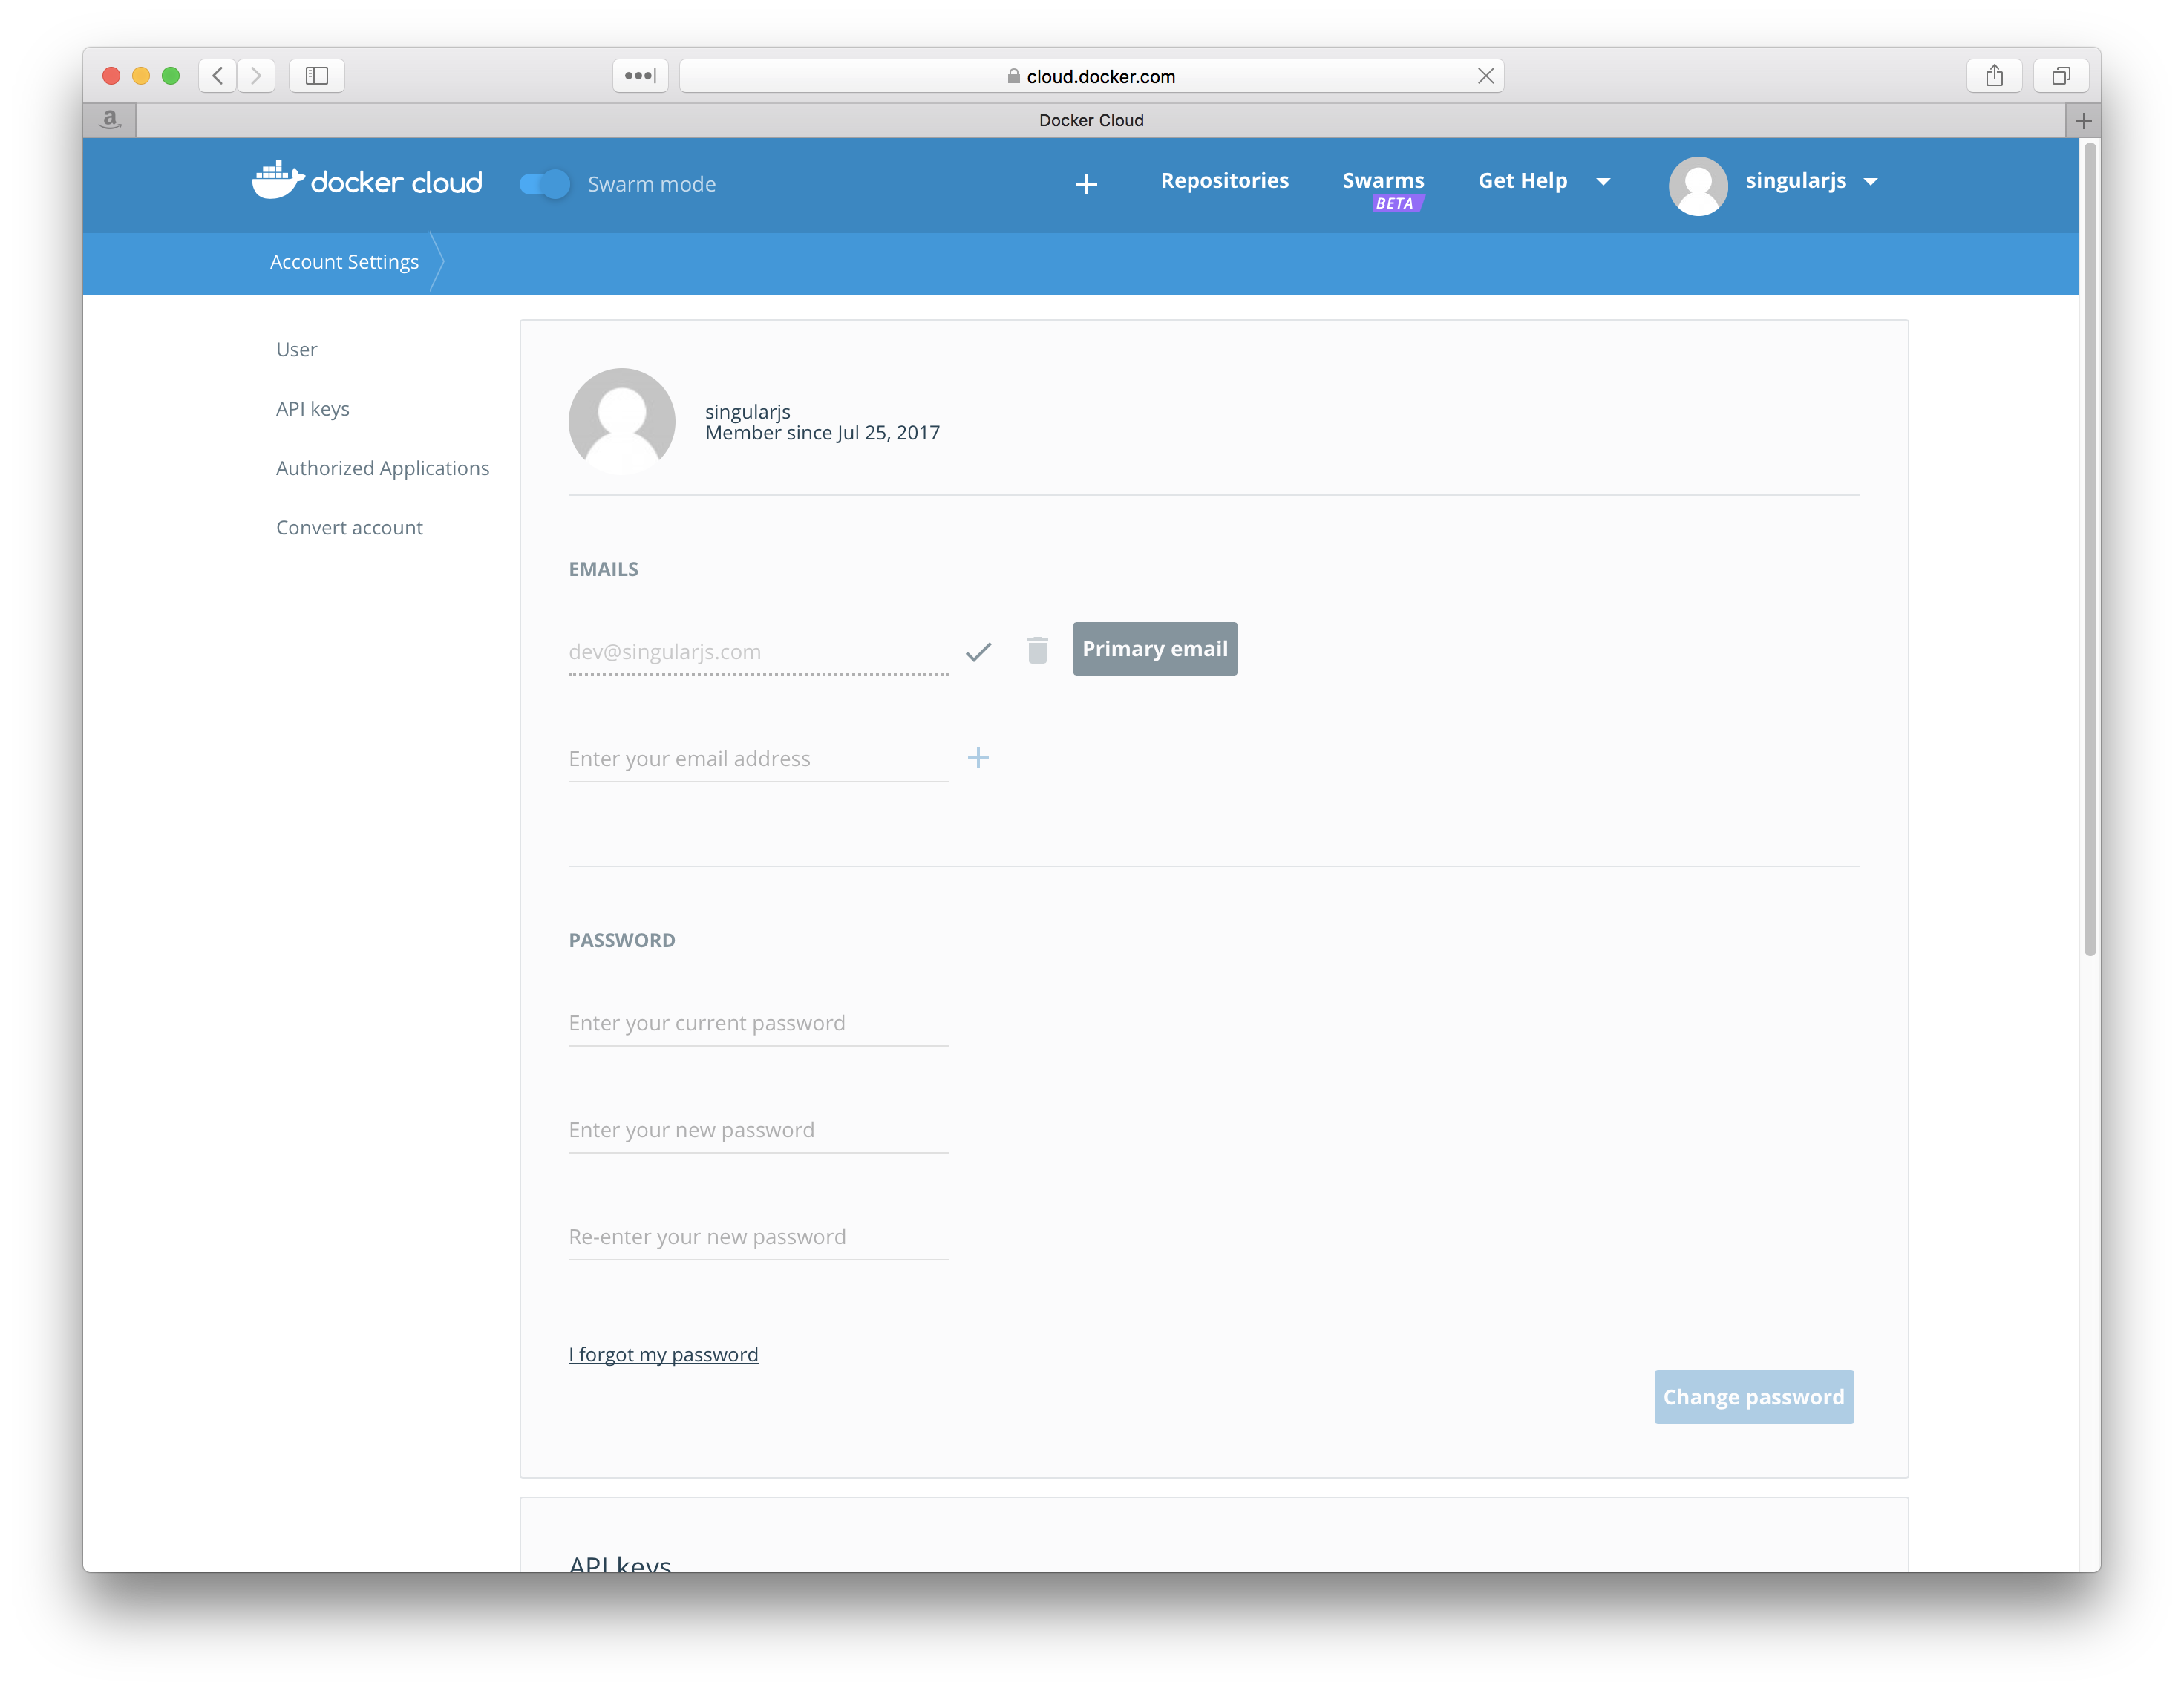 cloud.docker.com
a
Docker Cloud
docker cloud
Swarm mode
Repositories
Swarms
BETA
Get Help
singularjs
Account Settings
User
API keys
Authorized Applications
Convert account
singularjs
Member since Jul 25, 2017
EMAILS
dev@singularjs.com
Primary email
Enter your email address
PASSWORD
Enter your current password
Enter your new password
Re-enter your new password
I forgot my password
Change password
API keys